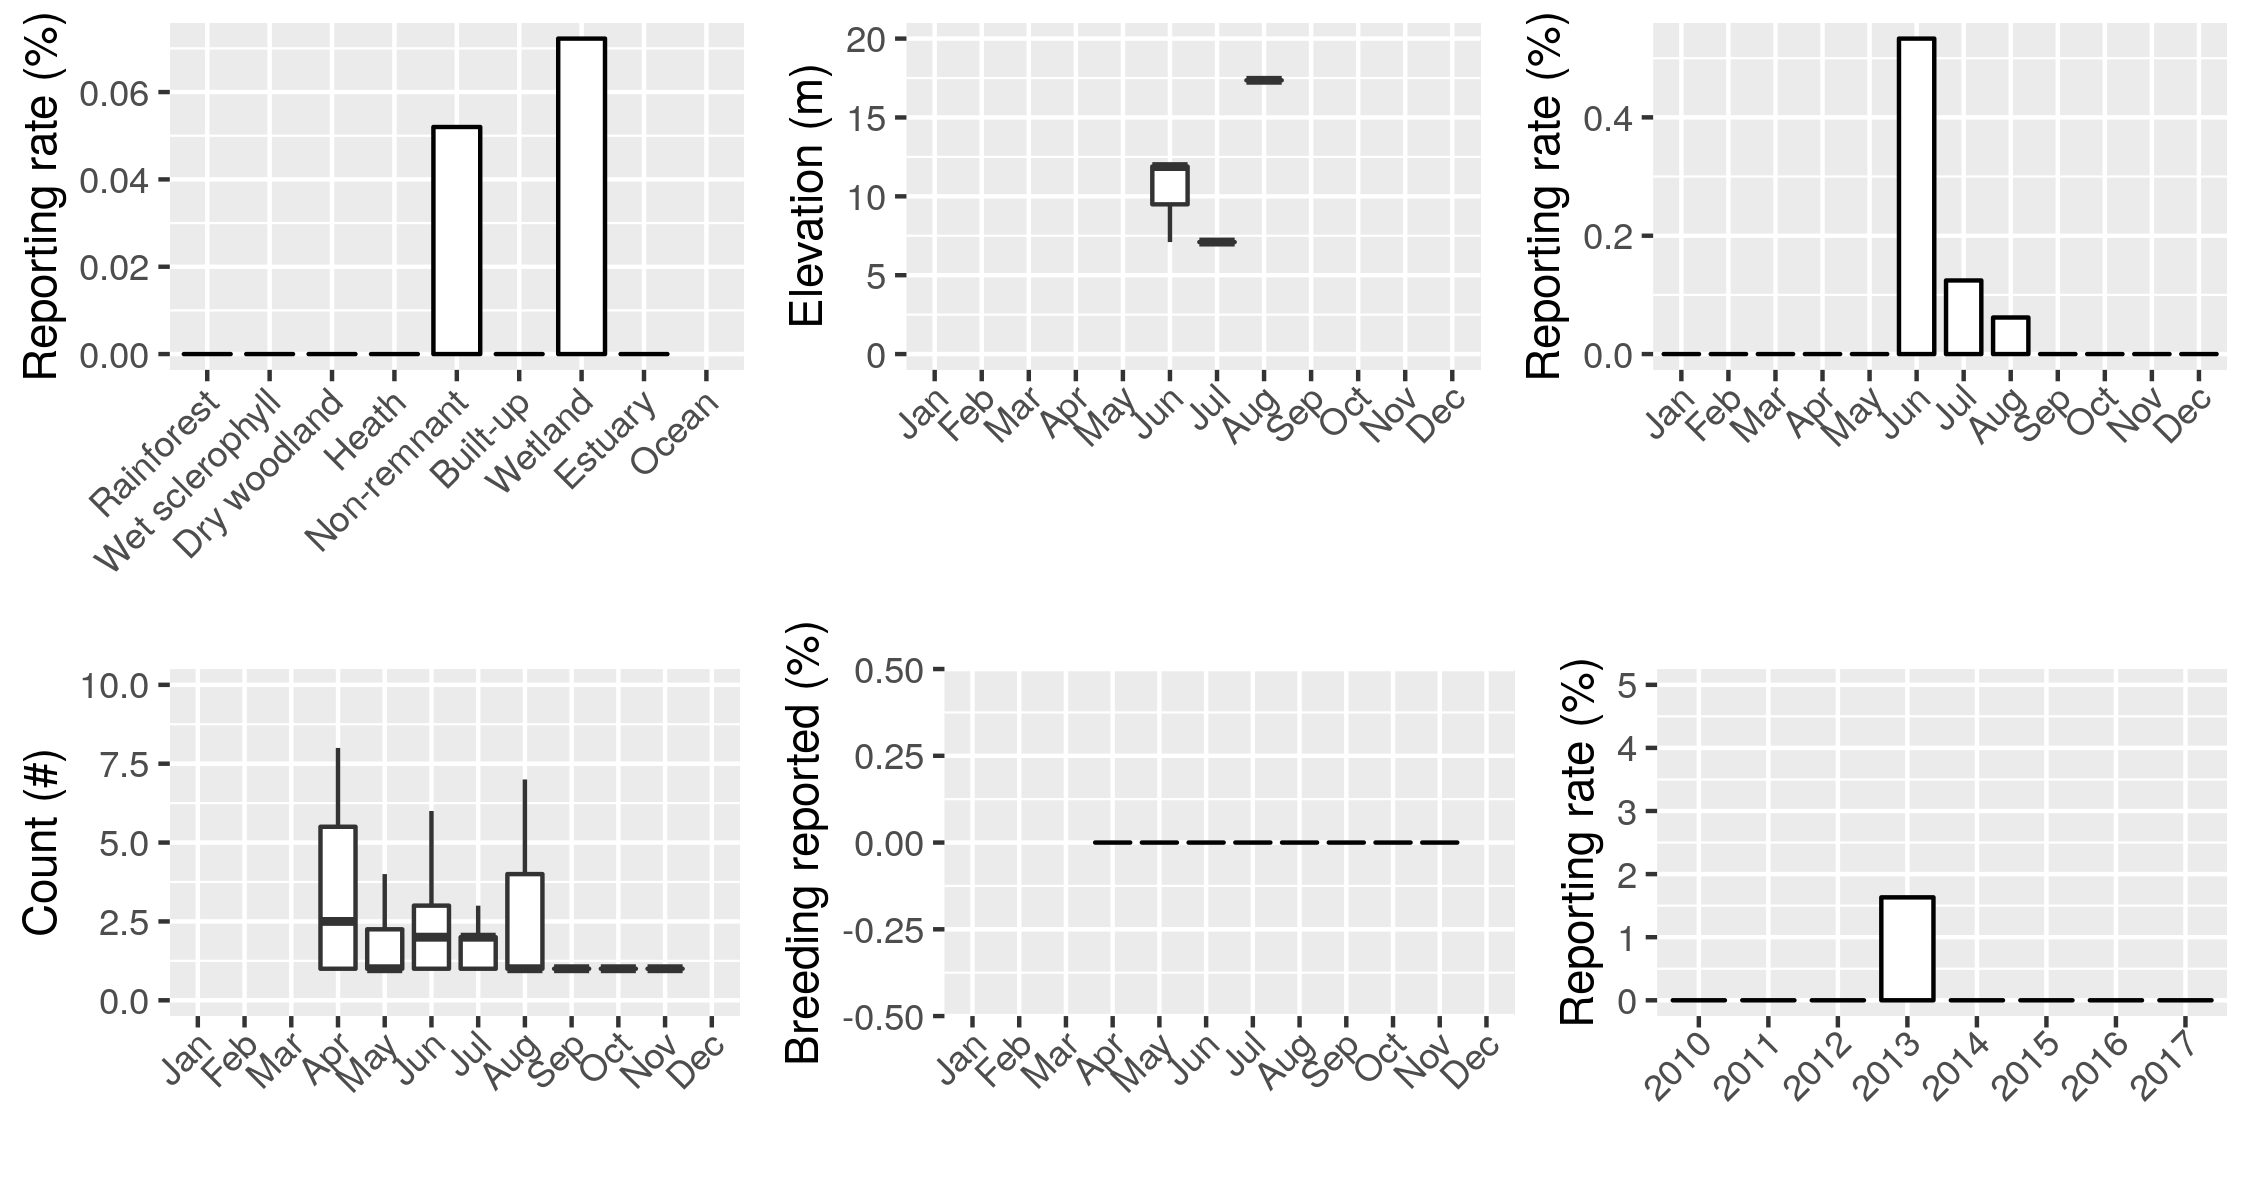 Reporting rate (%)
0.06
0.04
0.02
0.00
Rainforest
Wet sclerophyll
Dry woodland
Heath
Non-remnant
Built-up
Wetland
Estuary
Ocean
Elevation (m)
20
15
10
5
0
Jan Feb Mar Apr May Jun Jul Aug Sep Oct Nov Dec
Reporting rate (%)
0.4
0.2
0.0
Jan Feb Mar Apr May Jun Jul Aug Sep Oct Nov Dec
Count (#)
10.0
7.5
5.0
2.5
0.0
Jan Feb Mar Apr May Jun Jul Aug Sep Oct Nov Dec
Breeding reported (%)
0.50
0.25
0.00
-0.25
-0.50
Jan Feb Mar Apr May Jun Jul Aug Sep Oct Nov Dec
Reporting rate (%)
5
4
3
2
1
0
2010 2011 2012 2013 2014 2015 2016 2017